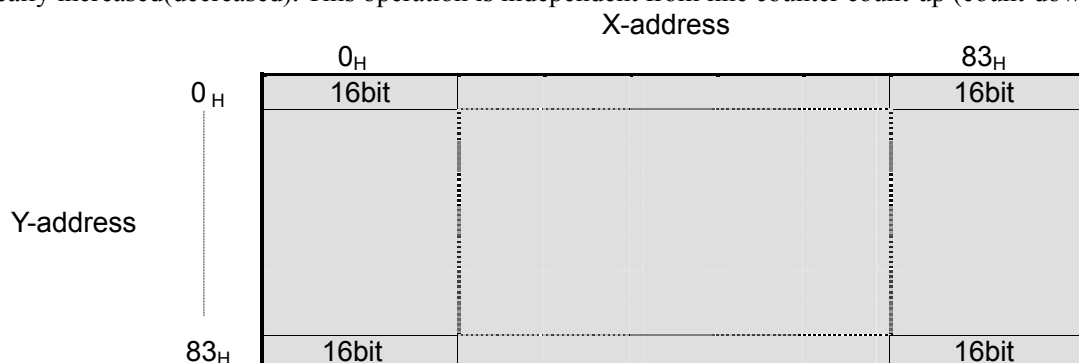 ally increased(decreased). This operation is independent from line counter count-up (count-dow
X-address
0H 83H
0 H 16bit 16bit
Y-address
83H 16bit 16bit